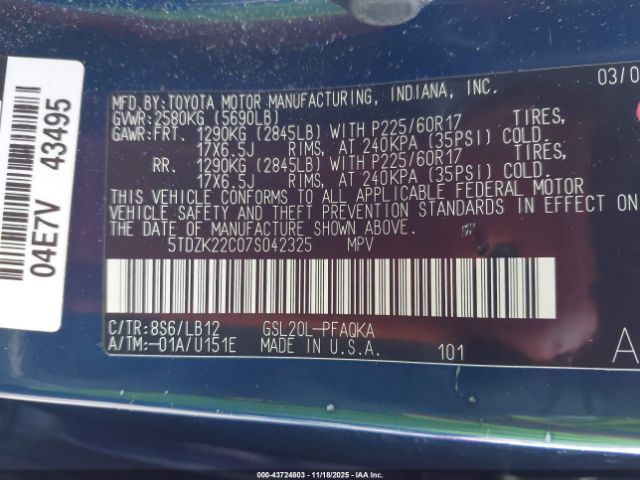 MFD. BY:TOYOTA MOTOR MANUFACTURING, INDIANA, INC. 03/0
GVWR:2580KG (5690LB)
GAWR:FRT. 1290KG (2845LB) WITH P225/60R17 TIRES,
17X6.5J RIMS, AT 240KPA (35PSI) COLD.
RR. 1290KG (2845LB) WITH P225/60R17 TIRES,
17X6.5J RIMS, AT 240KPA (35PSI) COLD.
THIS VEHICLE CONFORMS TO ALL APPLICABLE FEDERAL MOTOR
VEHICLE SAFETY AND THEFT PREVENTION STANDARDS IN EFFECT ON
THE DATE OF MANUFACTURE SHOWN ABOVE.
5TDZK22C07S042325 MPV
C/TR:8S6/LB12 GSL20L-PFAQKA
A/TM:-01A/U151E MADE IN U.S.A. 101
A
04E7V 43495
000-43724803 - 11/18/2025 - IAAI.COM